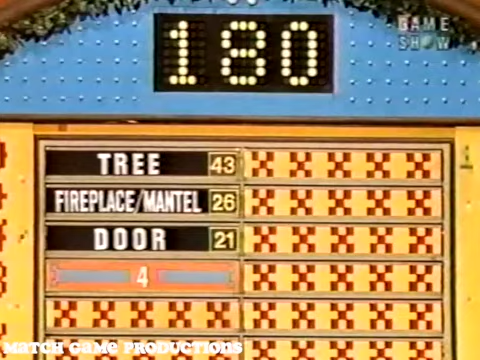 180
GAME
SHOW
TREE 43
FIREPLACE/MANTEL 26
DOOR 21
4
MATCH GAME PRODUCTIONS